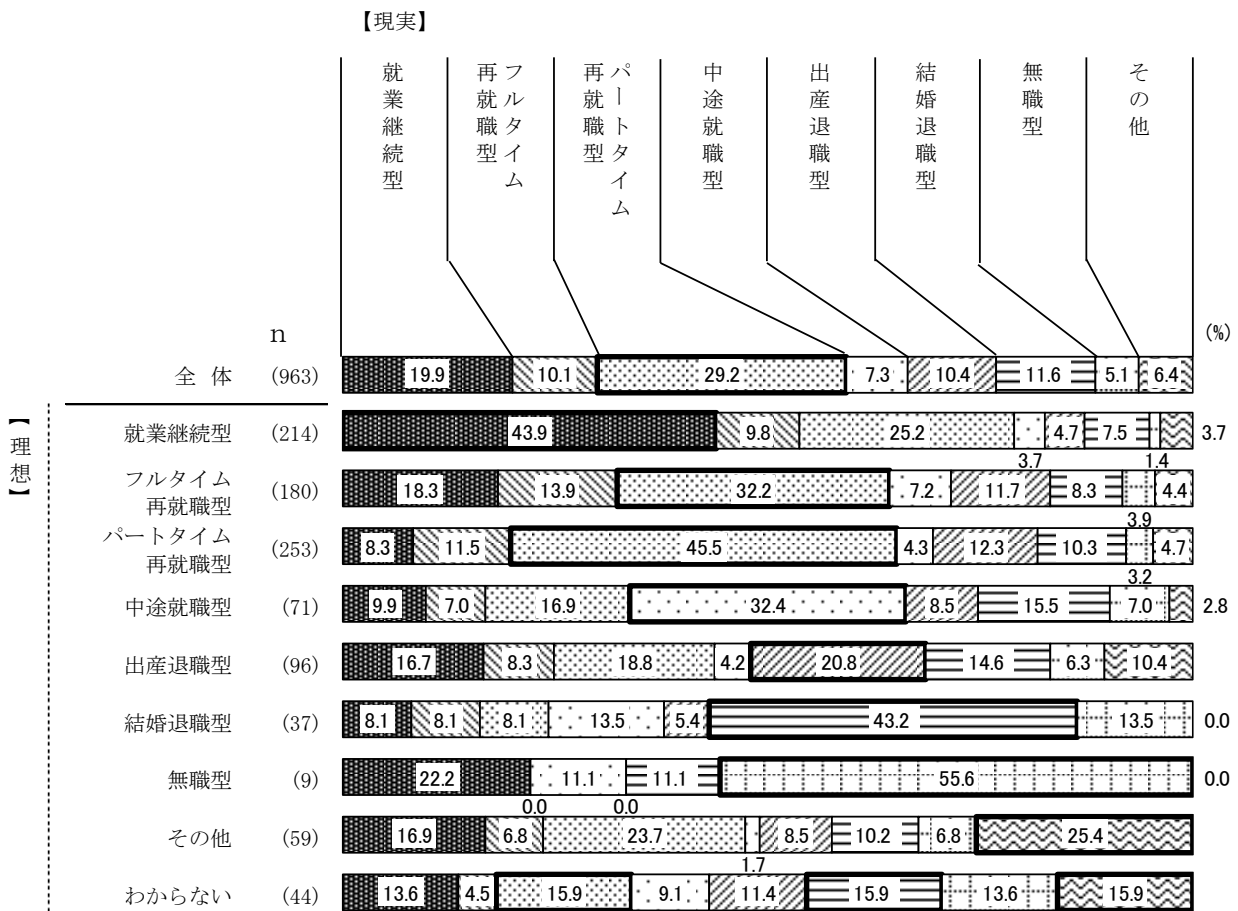 【現実】
就業継続型
フルタイム
再就職型
パートタイム
再就職型
中途就職型
出産退職型
結婚退職型
無職型
その他
n
(%)
全 体 (963) 19.9 10.1 29.2 7.3 10.4 11.6 5.1 6.4
【理想】
就業継続型 (214) 43.9 9.8 25.2 4.7 7.5 3.7
3.7 1.4
フルタイム
再就職型 (180) 18.3 13.9 32.2 7.2 11.7 8.3 4.4
3.9
パートタイム
再就職型 (253) 8.3 11.5 45.5 4.3 12.3 10.3 4.7
3.2
中途就職型 (71) 9.9 7.0 16.9 32.4 8.5 15.5 7.0 2.8
出産退職型 (96) 16.7 8.3 18.8 4.2 20.8 14.6 6.3 10.4
結婚退職型 (37) 8.1 8.1 8.1 13.5 5.4 43.2 13.5 0.0
無職型 (9) 22.2 11.1 11.1 55.6 0.0
0.0 0.0
その他 (59) 16.9 6.8 23.7 8.5 10.2 6.8 25.4
1.7
わからない (44) 13.6 4.5 15.9 9.1 11.4 15.9 13.6 15.9